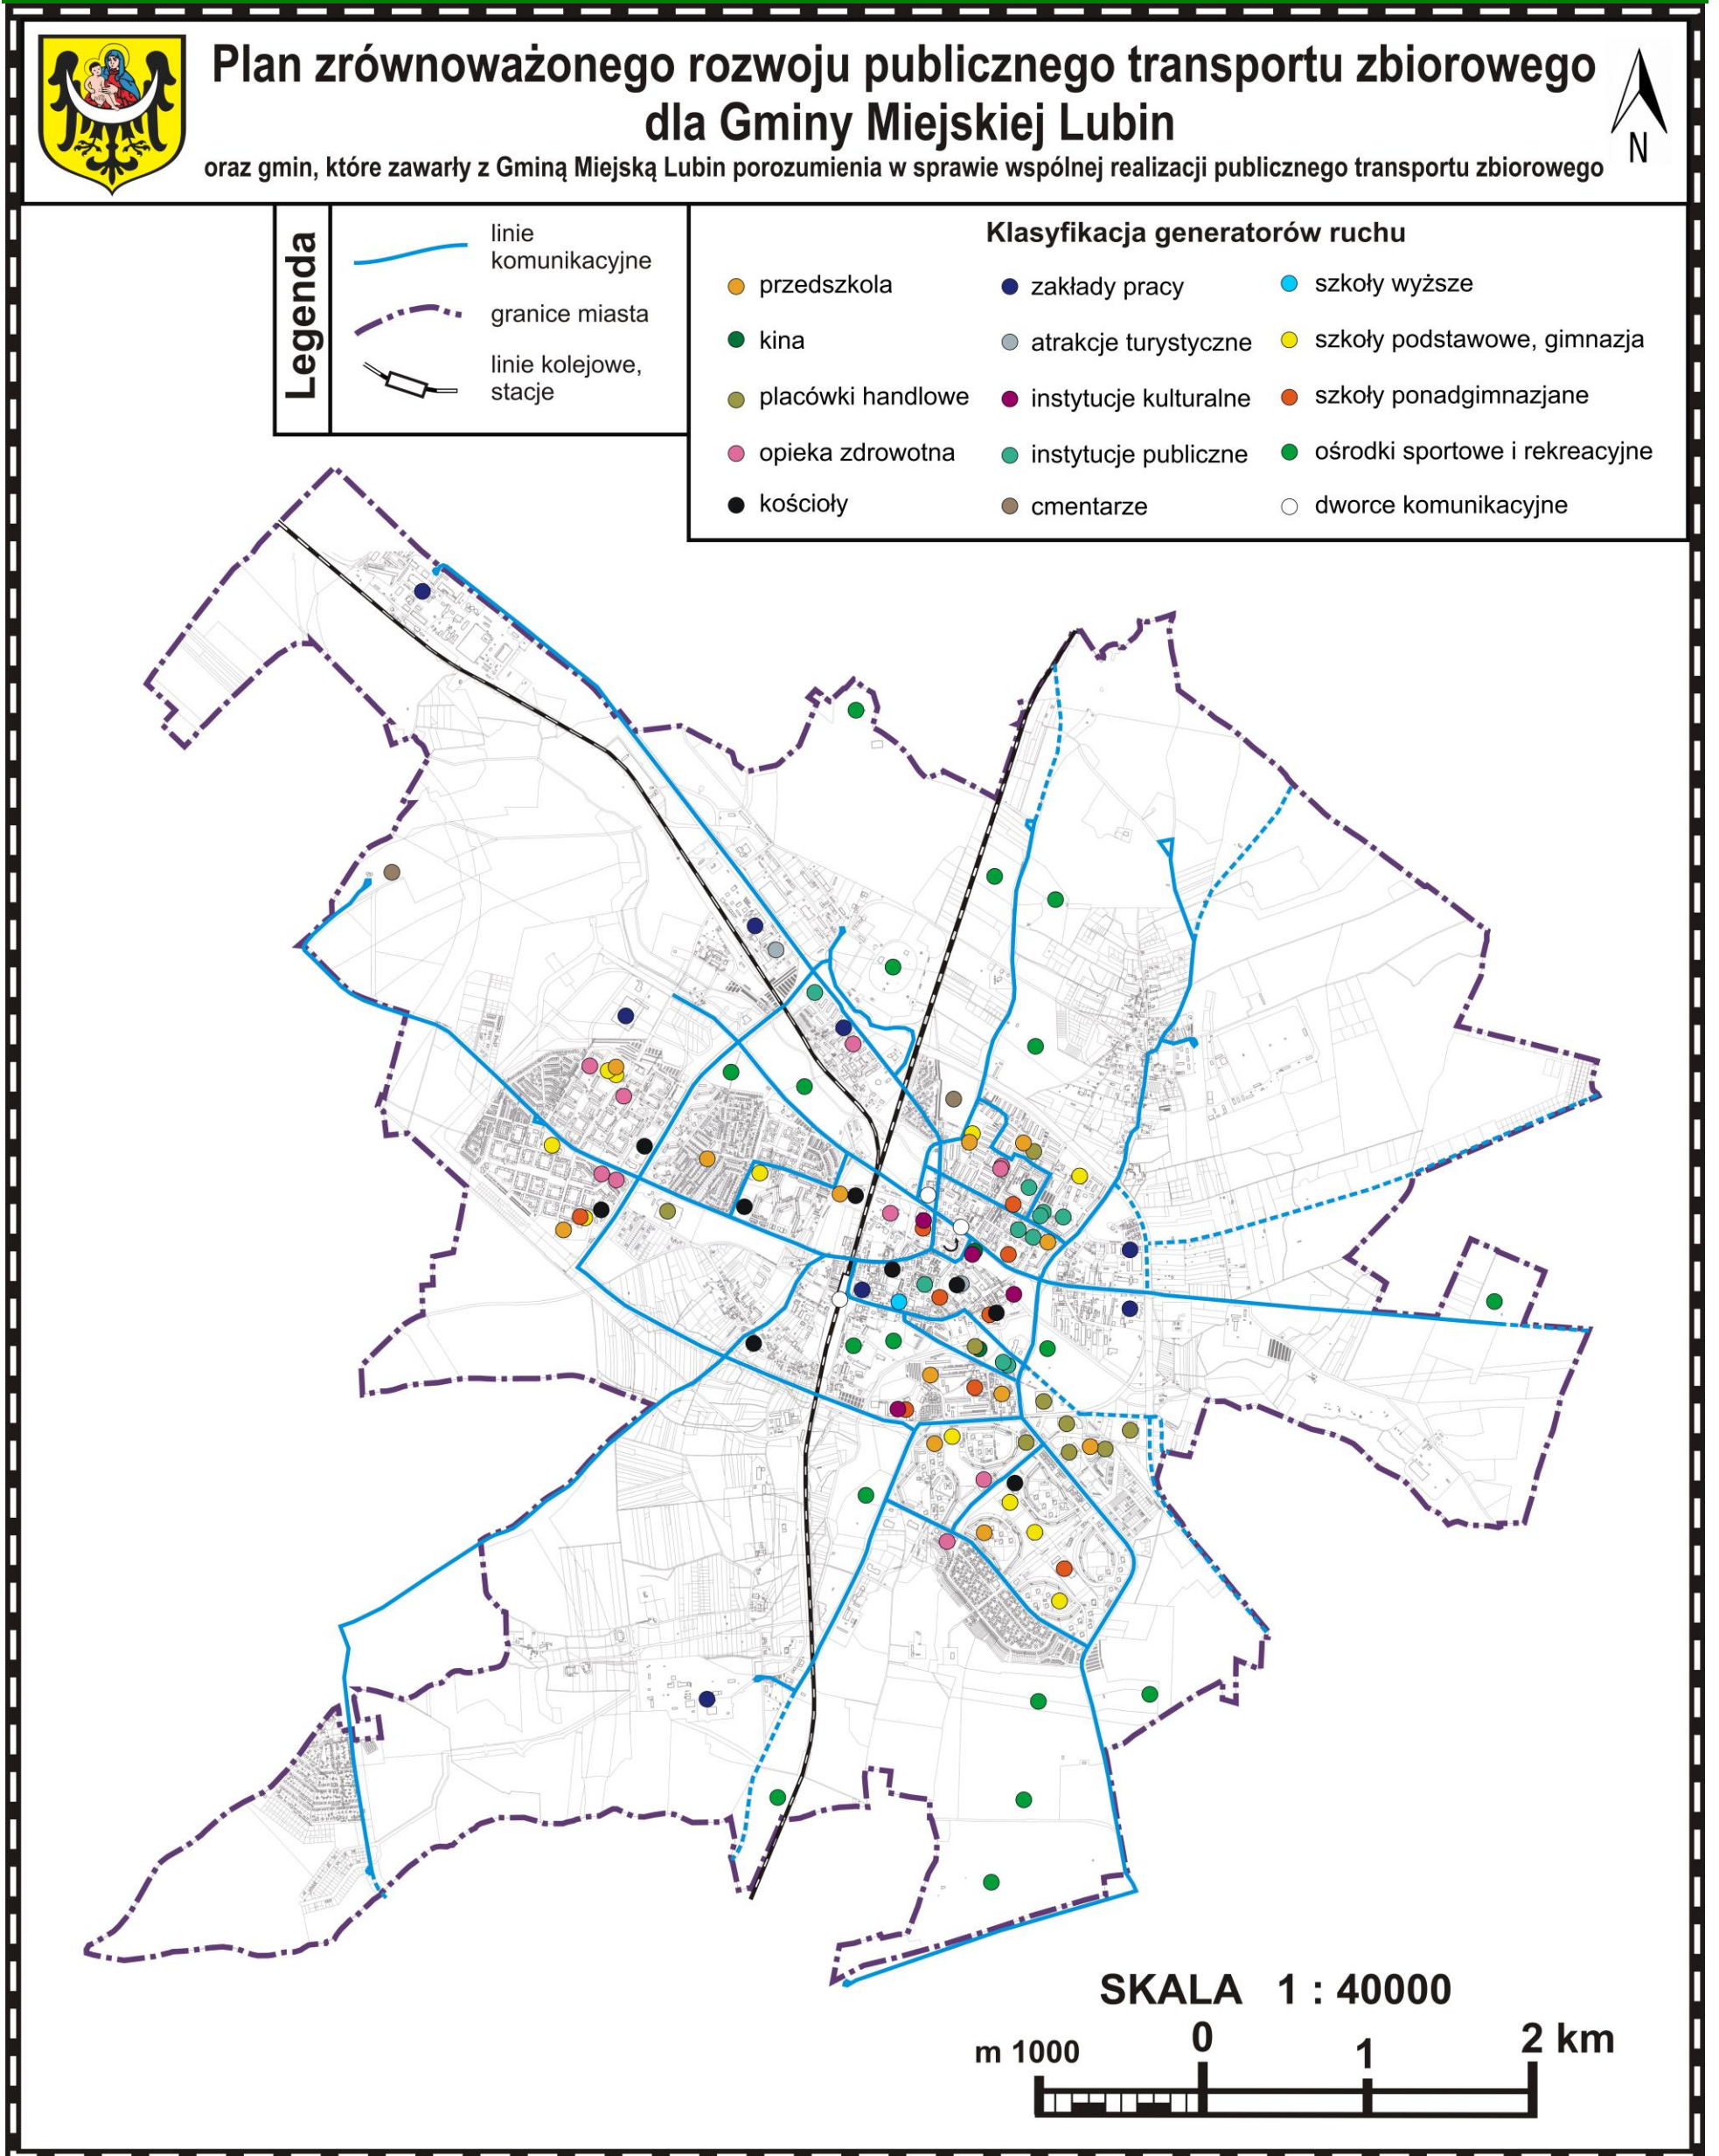 Plan zrównoważonego rozwoju publicznego transportu zbiorowego
dla Gminy Miejskiej Lubin
oraz gmin, które zawarły z Gminą Miejską Lubin porozumienia w sprawie wspólnej realizacji publicznego transportu zbiorowego
N
Legenda
linie
komunikacyjne
granice miasta
linie kolejowe,
stacje
Klasyfikacja generatorów ruchu
przedszkola
kina
placówki handlowe
opieka zdrowotna
kościoły
zakłady pracy
atrakcje turystyczne
instytucje kulturalne
instytucje publiczne
cmentarze
szkoły wyższe
szkoły podstawowe, gimnazja
szkoły ponadgimnazjane
ośrodki sportowe i rekreacyjne
dworce komunikacyjne
SKALA 1 : 40000
m 1000 0 1 2 km